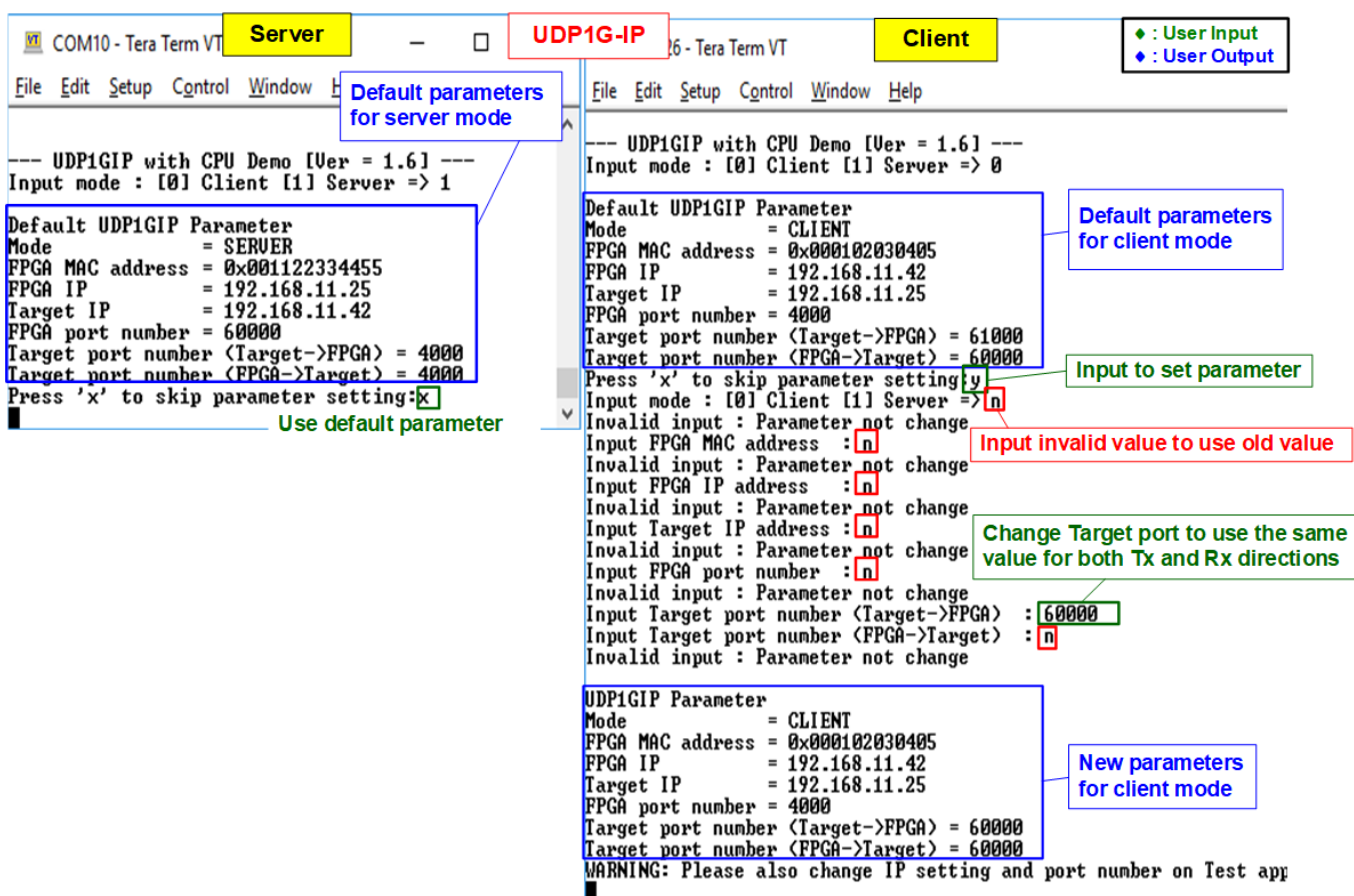 COM10 - Tera Term VT
Server
UDP1G-IP
26 - Tera Term VT
Client
♦ : User Input
♦ : User Output
File Edit Setup Control Window H
Default parameters
for server mode
--- UDP1GIP with CPU Demo [Ver = 1.6] ---
Input mode : [0] Client [1] Server => 1
Default UDP1GIP Parameter
Mode = SERVER
FPGA MAC address = 0x001122334455
FPGA IP = 192.168.11.25
Target IP = 192.168.11.42
FPGA port number = 60000
Target port number (Target->FPGA) = 4000
Target port number (FPGA->Target) = 4000
Press 'x' to skip parameter setting:x
Use default parameter
File Edit Setup Control Window Help
--- UDP1GIP with CPU Demo [Ver = 1.6] ---
Input mode : [0] Client [1] Server => 0
Default UDP1GIP Parameter
Mode = CLIENT
FPGA MAC address = 0x000102030405
FPGA IP = 192.168.11.42
Target IP = 192.168.11.25
FPGA port number = 4000
Target port number (Target->FPGA) = 61000
Target port number (FPGA->Target) = 60000
Default parameters
for client mode
Press 'x' to skip parameter setting:y
Input to set parameter
Input mode : [0] Client [1] Server => n
Invalid input : Parameter not change
Input invalid value to use old value
Input FPGA MAC address : n
Invalid input : Parameter not change
Input FPGA IP address : n
Invalid input : Parameter not change
Input Target IP address : n
Invalid input : Parameter not change
Input FPGA port number : n
Invalid input : Parameter not change
Change Target port to use the same
value for both Tx and Rx directions
Input Target port number (Target->FPGA) : 60000
Input Target port number (FPGA->Target) : n
Invalid input : Parameter not change
UDP1GIP Parameter
Mode = CLIENT
FPGA MAC address = 0x000102030405
FPGA IP = 192.168.11.42
Target IP = 192.168.11.25
FPGA port number = 4000
Target port number (Target->FPGA) = 60000
Target port number (FPGA->Target) = 60000
New parameters
for client mode
WARNING: Please also change IP setting and port number on Test app